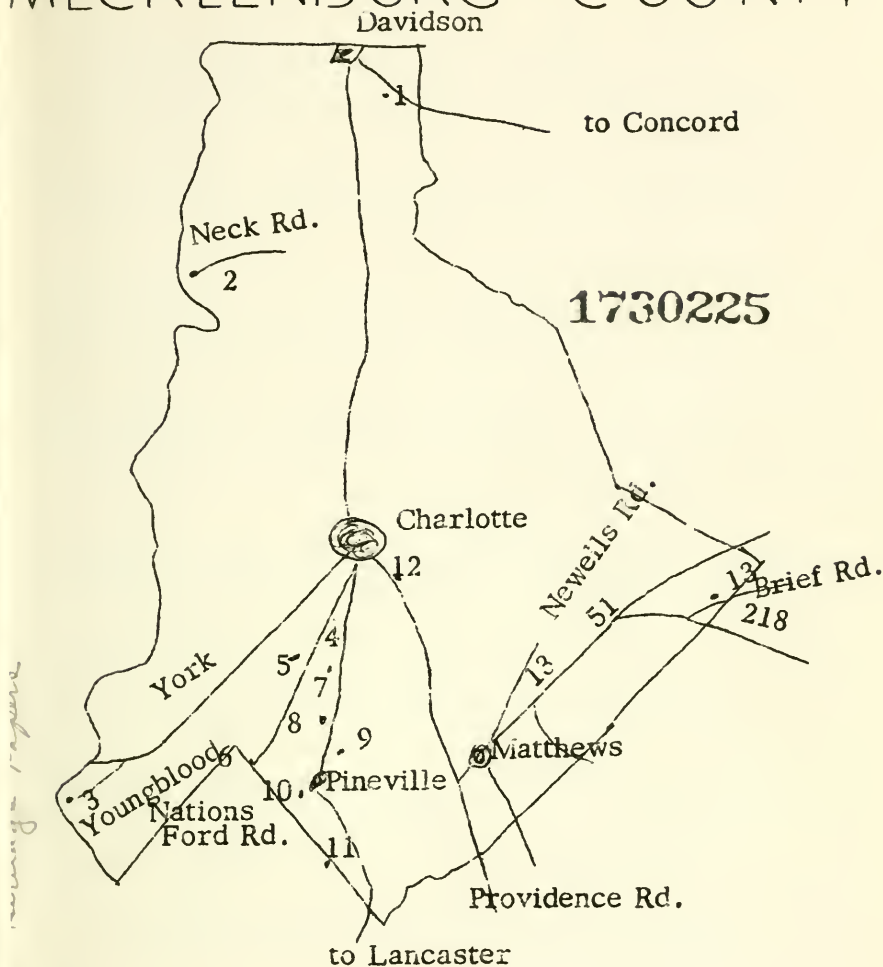 MECKLENBURG COUNTY
Davidson
1
to Concord
Neck Rd.
2
1730225
Charlotte
12
Newells Rd.
51
13
Brief Rd.
218
4
5
York
7
13
8
9
6
Matthews
3
Youngblood
10
Pineville
Nations
Ford Rd.
11
Providence Rd.
to Lancaster